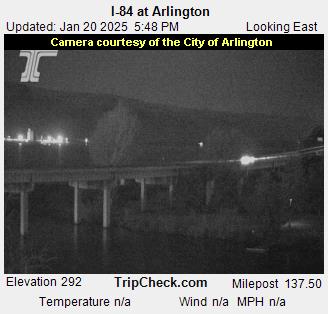 I-84 at Arlington
Updated: Jan 20 2025 5:48 PM Looking East
Camera courtesy of the City of Arlington
Elevation 292 TripCheck.com Milepost 137.50
Temperature n/a Wind n/a MPH n/a